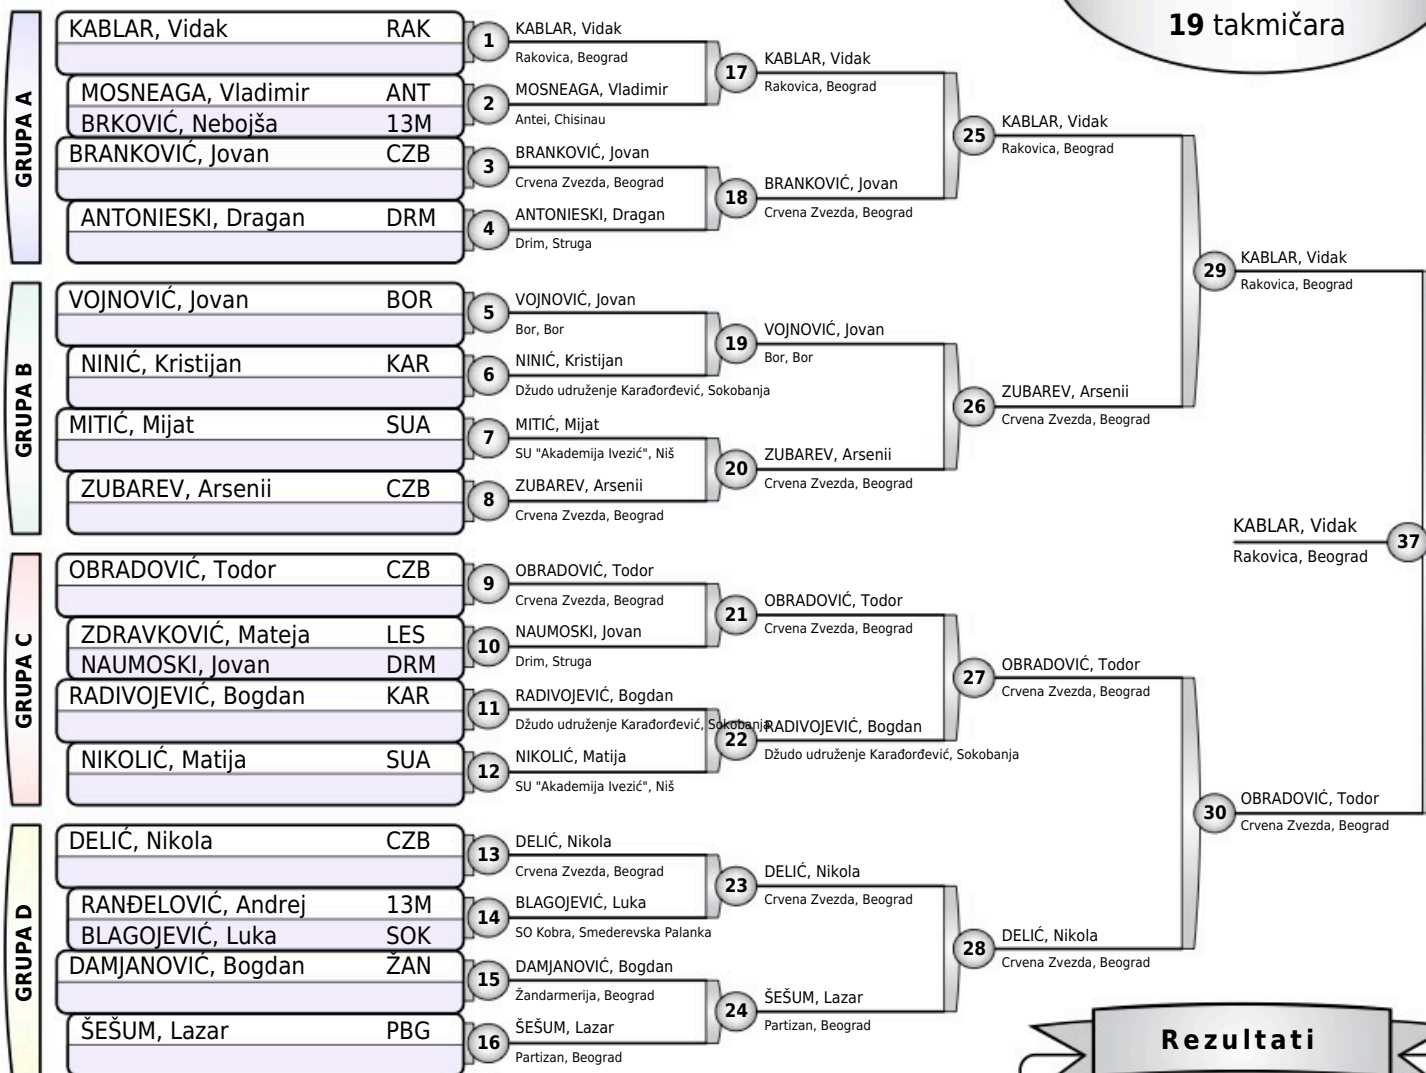 19 takmičara
GRUPA A
KABLAR, Vidak RAK
MOSNEAGA, Vladimir ANT
BRKOVIĆ, Nebojša 13M
BRANKOVIĆ, Jovan CZB
ANTONIESKI, Dragan DRM
GRUPA B
VOJNOVIĆ, Jovan BOR
NINIĆ, Kristijan KAR
MITIĆ, Mijat SUA
ZUBAREV, Arsenii CZB
GRUPA C
OBRADOVIĆ, Todor CZB
ZDRAVKOVIĆ, Mateja LES
NAUMOSKI, Jovan DRM
RADIVOJEVIĆ, Bogdan KAR
NIKOLIĆ, Matija SUA
GRUPA D
DELIĆ, Nikola CZB
RANĐELOVIĆ, Andrej 13M
BLAGOJEVIĆ, Luka SOK
DAMJANOVIĆ, Bogdan ŽAN
ŠEŠUM, Lazar PBG
1 KABLAR, Vidak
Rakovica, Beograd
2 MOSNEAGA, Vladimir
Antei, Chisinau
3 BRANKOVIĆ, Jovan
Crvena Zvezda, Beograd
4 ANTONIESKI, Dragan
Drim, Struga
5 VOJNOVIĆ, Jovan
Bor, Bor
6 NINIĆ, Kristijan
Džudo udruženje Karađorđević, Sokobanja
7 MITIĆ, Mijat
SU "Akademija Ivezić", Niš
8 ZUBAREV, Arsenii
Crvena Zvezda, Beograd
9 OBRADOVIĆ, Todor
Crvena Zvezda, Beograd
10 NAUMOSKI, Jovan
Drim, Struga
11 RADIVOJEVIĆ, Bogdan
Džudo udruženje Karađorđević, Sokobanja
12 NIKOLIĆ, Matija
SU "Akademija Ivezić", Niš
13 DELIĆ, Nikola
Crvena Zvezda, Beograd
14 BLAGOJEVIĆ, Luka
SO Kobra, Smederevska Palanka
15 DAMJANOVIĆ, Bogdan
Žandarmerija, Beograd
16 ŠEŠUM, Lazar
Partizan, Beograd
17 KABLAR, Vidak
Rakovica, Beograd
18 BRANKOVIĆ, Jovan
Crvena Zvezda, Beograd
19 VOJNOVIĆ, Jovan
Bor, Bor
20 ZUBAREV, Arsenii
Crvena Zvezda, Beograd
21 OBRADOVIĆ, Todor
Crvena Zvezda, Beograd
22 RADIVOJEVIĆ, Bogdan
Džudo udruženje Karađorđević, Sokobanja
23 DELIĆ, Nikola
Crvena Zvezda, Beograd
24 ŠEŠUM, Lazar
Partizan, Beograd
25 KABLAR, Vidak
Rakovica, Beograd
26 ZUBAREV, Arsenii
Crvena Zvezda, Beograd
27 OBRADOVIĆ, Todor
Crvena Zvezda, Beograd
28 DELIĆ, Nikola
Crvena Zvezda, Beograd
29 KABLAR, Vidak
Rakovica, Beograd
30 OBRADOVIĆ, Todor
Crvena Zvezda, Beograd
KABLAR, Vidak 37
Rakovica, Beograd
Rezultati